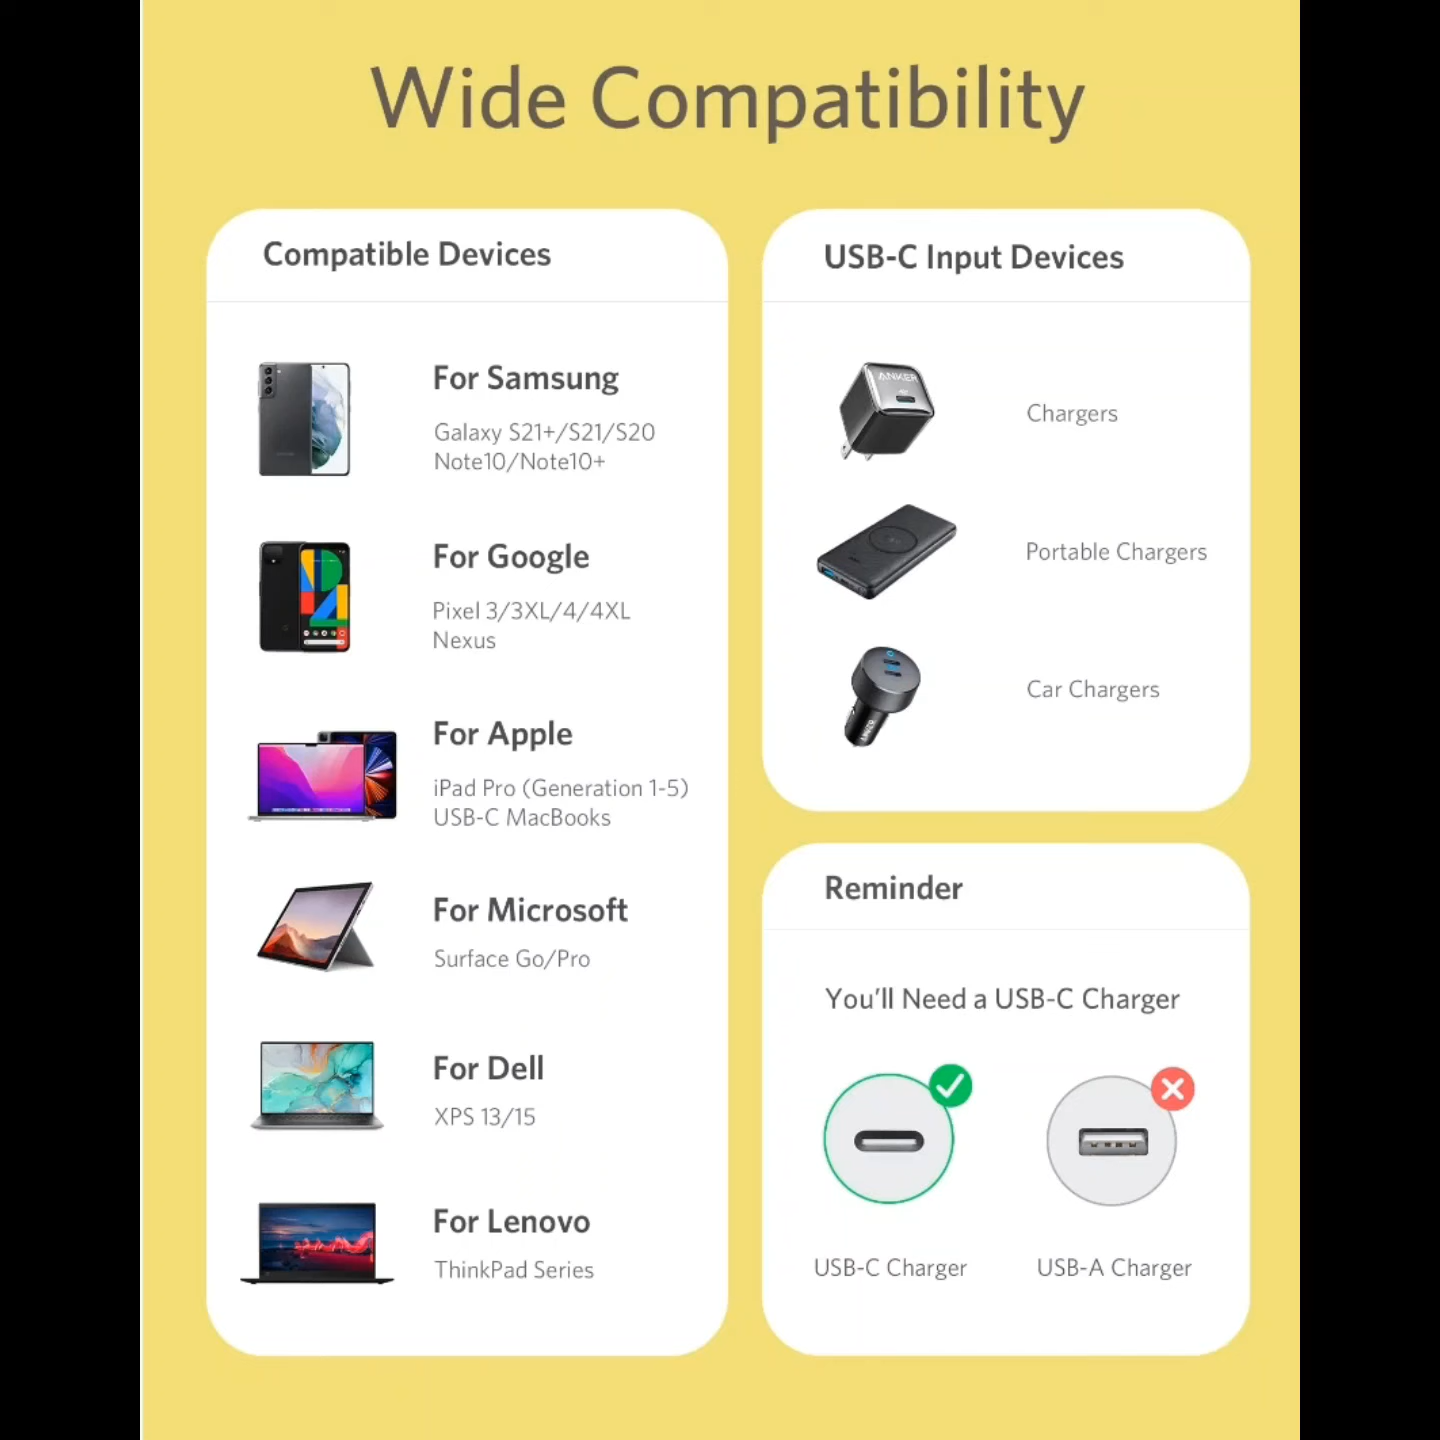 Wide Compatibility
Compatible Devices
For Samsung
Galaxy S21+/S21/S20
Note10/Note10+
For Google
Pixel 3/3XL/4/4XL
Nexus
For Apple
iPad Pro (Generation 1-5)
USB-C MacBooks
For Microsoft
Surface Go/Pro
For Dell
XPS 13/15
For Lenovo
ThinkPad Series
USB-C Input Devices
ANKER
Chargers
Portable Chargers
Car Chargers
Reminder
You'll Need a USB-C Charger
USB-C Charger
USB-A Charger